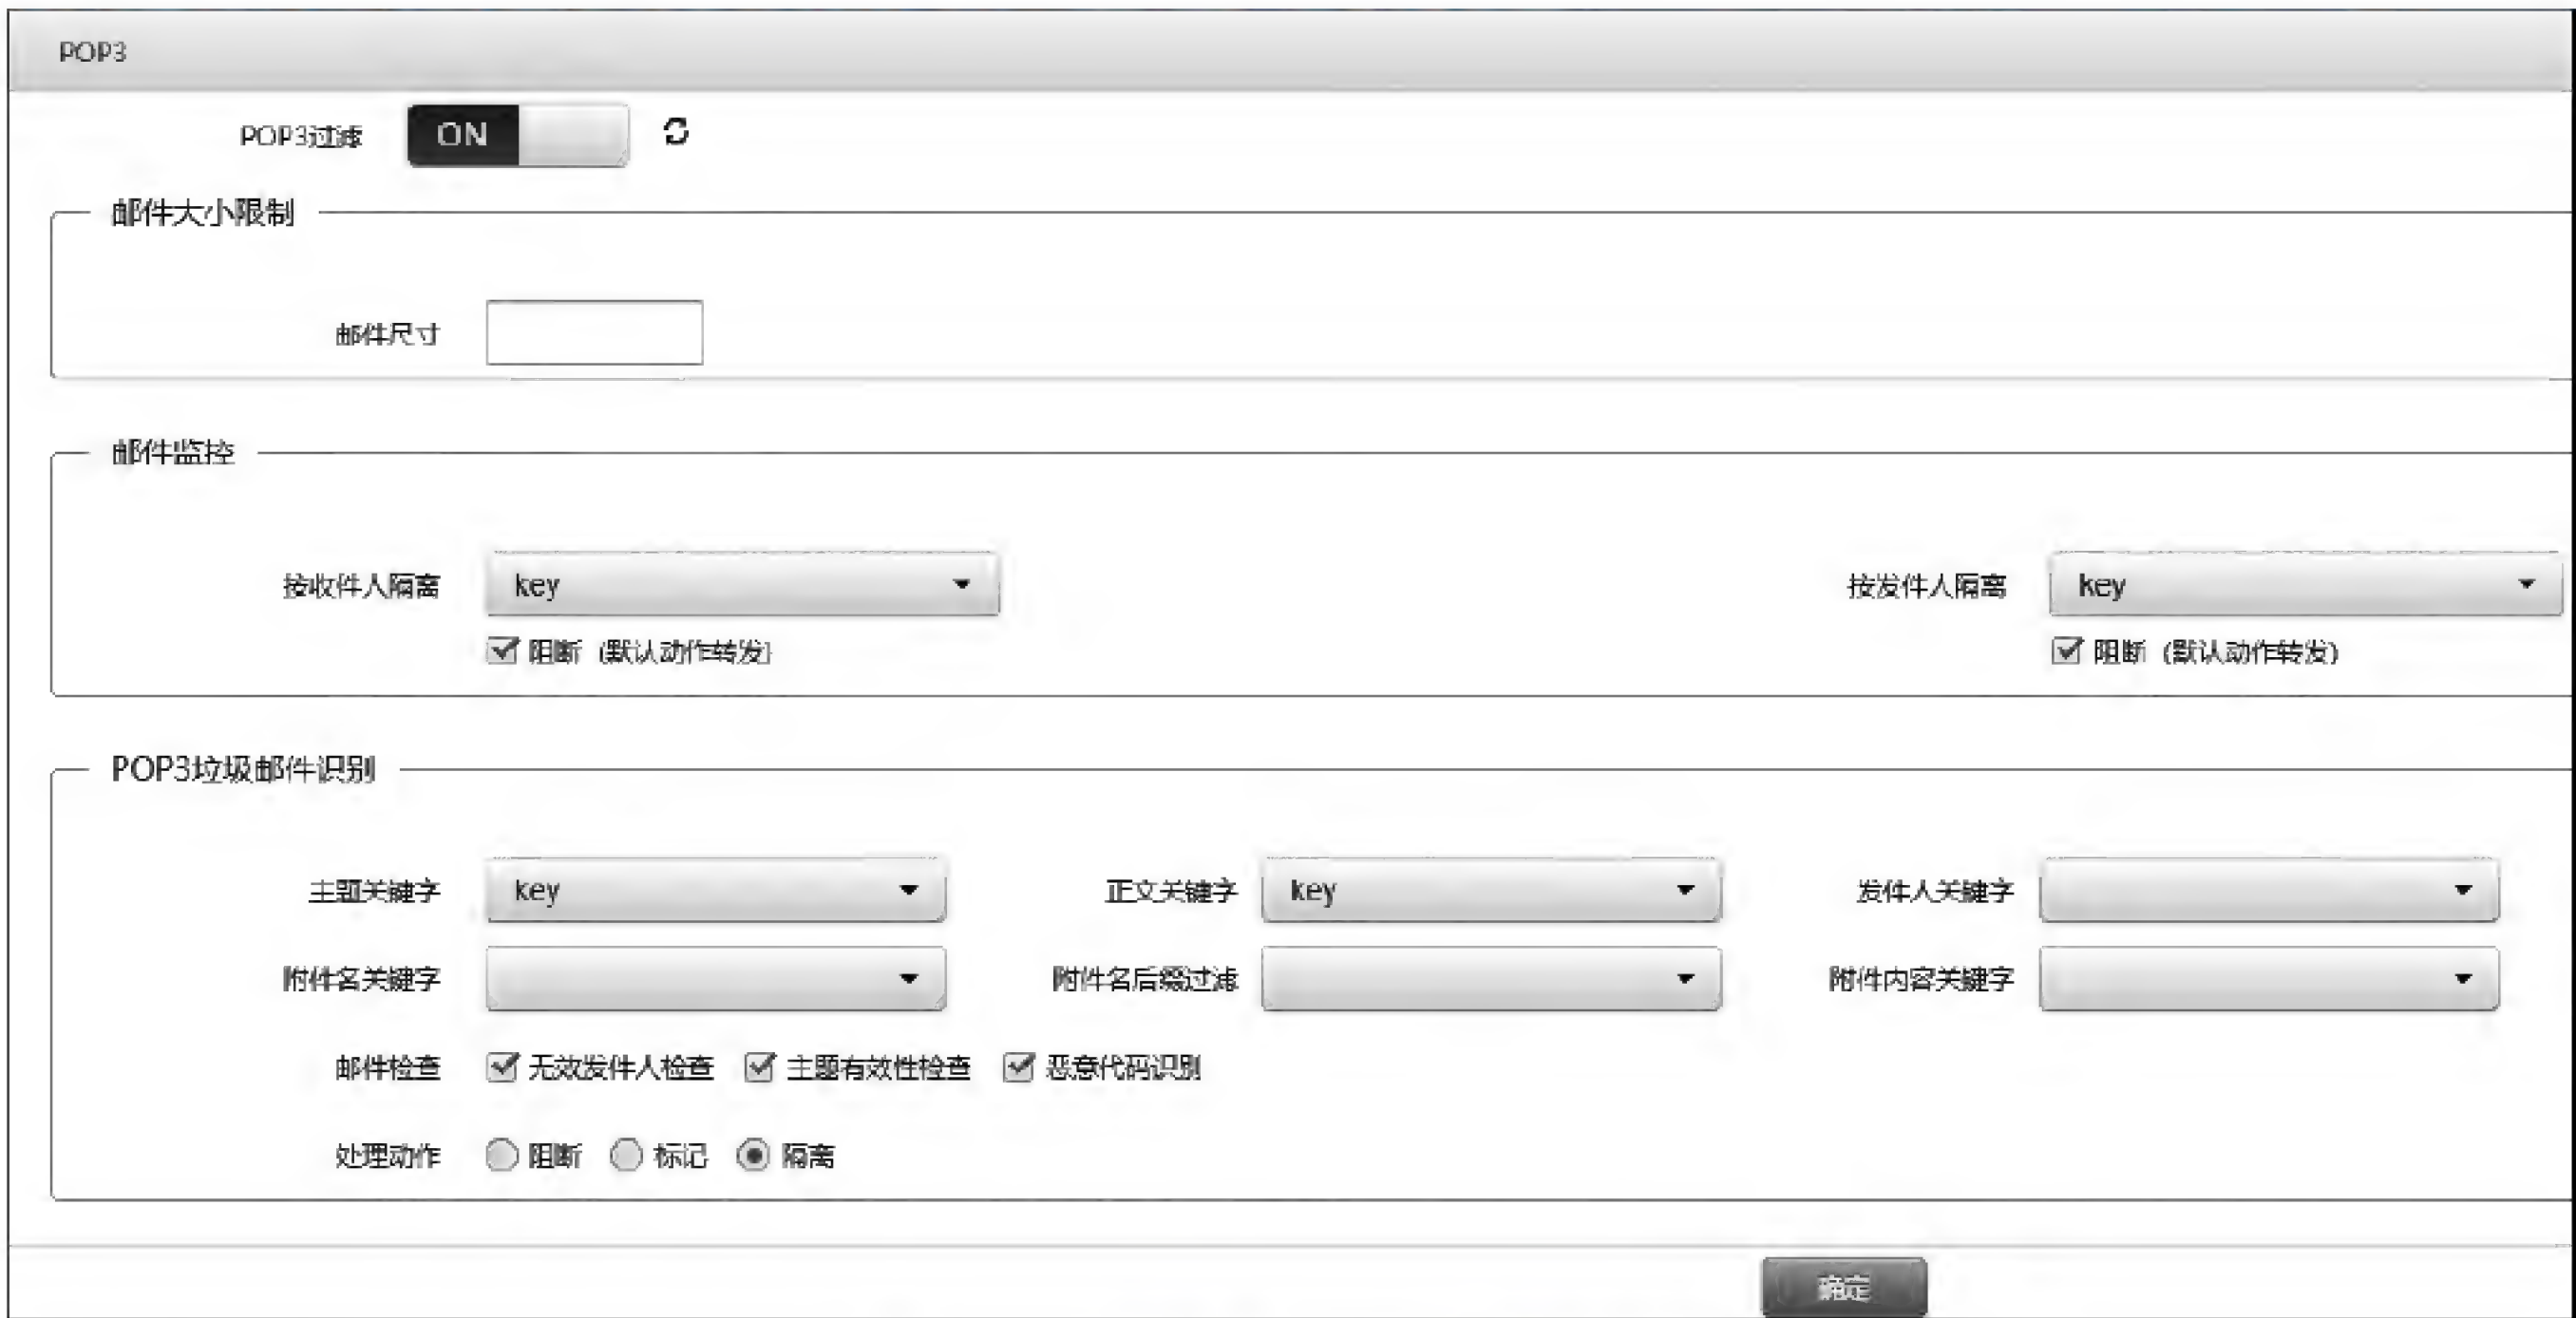 POP3
POP3过滤 ON
邮件大小限制
邮件尺寸
邮件监控
按收件人隔离 key 按发件人隔离 key
阻断 (默认动作转发) 阻断 (默认动作转发)
POP3垃圾邮件识别
主题关键字 key 正文关键字 key 发件人关键字
附件名关键字 附件名后缀过滤 附件内容关键字
邮件检查 无效发件人检查 主题有效性检查 恶意代码识别
处理动作 阻断 标记 隔离
确定